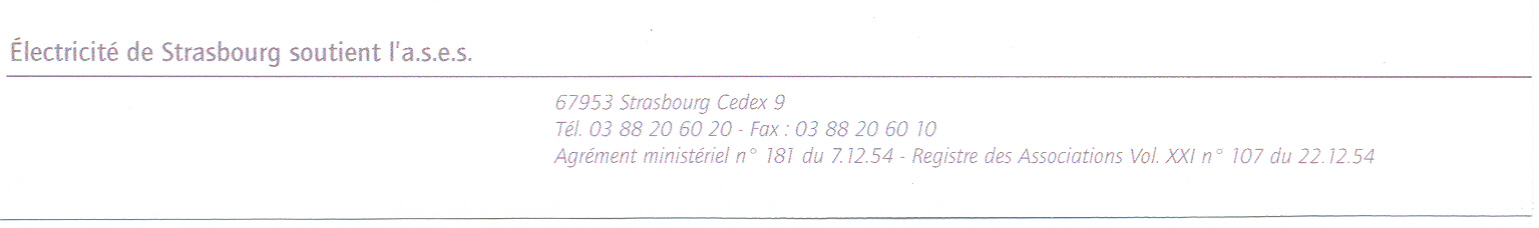 Électricité de Strasbourg soutient l'a.s.e.s.
67953 Strasbourg Cedex 9
Tél. 03 88 20 60 20 - Fax : 03 88 20 60 10
Agrément ministériel n° 181 du 7.12.54 - Registre des Associations Vol. XXI n° 107 du 22.12.54